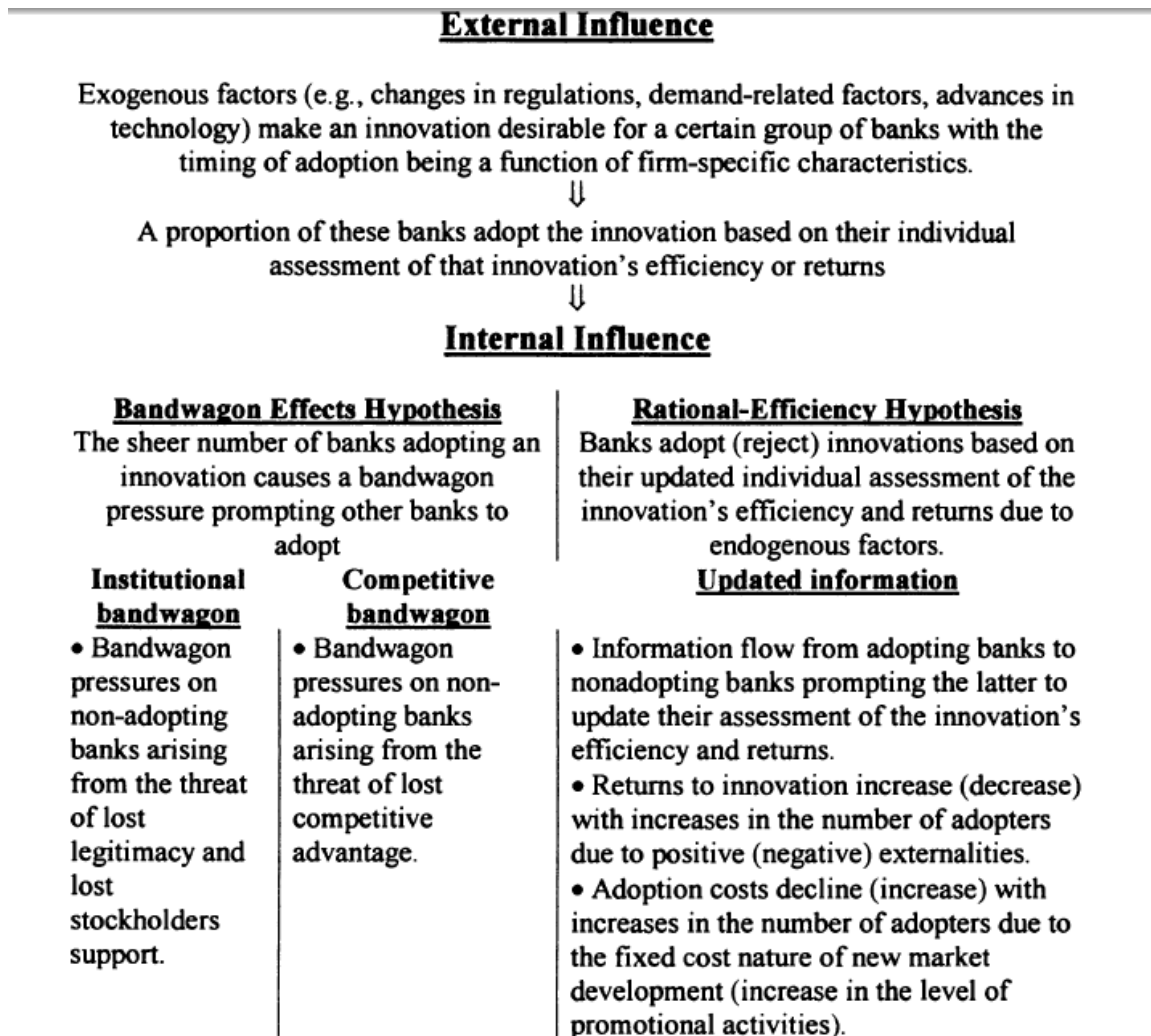 External Influence
Exogenous factors (e.g., changes in regulations, demand-related factors, advances in
technology) make an innovation desirable for a certain group of banks with the
timing of adoption being a function of firm-specific characteristics.
⇓
A proportion of these banks adopt the innovation based on their individual
assessment of that innovation's efficiency or returns
⇓
Internal Influence
Bandwagon Effects Hypothesis
The sheer number of banks adopting an
innovation causes a bandwagon
pressure prompting other banks to
adopt
Institutional
bandwagon
• Bandwagon
pressures on
non-adopting
banks arising
from the threat
of lost
legitimacy and
lost
stockholders
support.
Competitive
bandwagon
• Bandwagon
pressures on non-
adopting banks
arising from the
threat of lost
competitive
advantage.
Rational-Efficiency Hypothesis
Banks adopt (reject) innovations based on
their updated individual assessment of the
innovation's efficiency and returns due to
endogenous factors.
Updated information
• Information flow from adopting banks to
nonadopting banks prompting the latter to
update their assessment of the innovation's
efficiency and returns.
• Returns to innovation increase (decrease)
with increases in the number of adopters
due to positive (negative) externalities.
• Adoption costs decline (increase) with
increases in the number of adopters due to
the fixed cost nature of new market
development (increase in the level of
promotional activities).